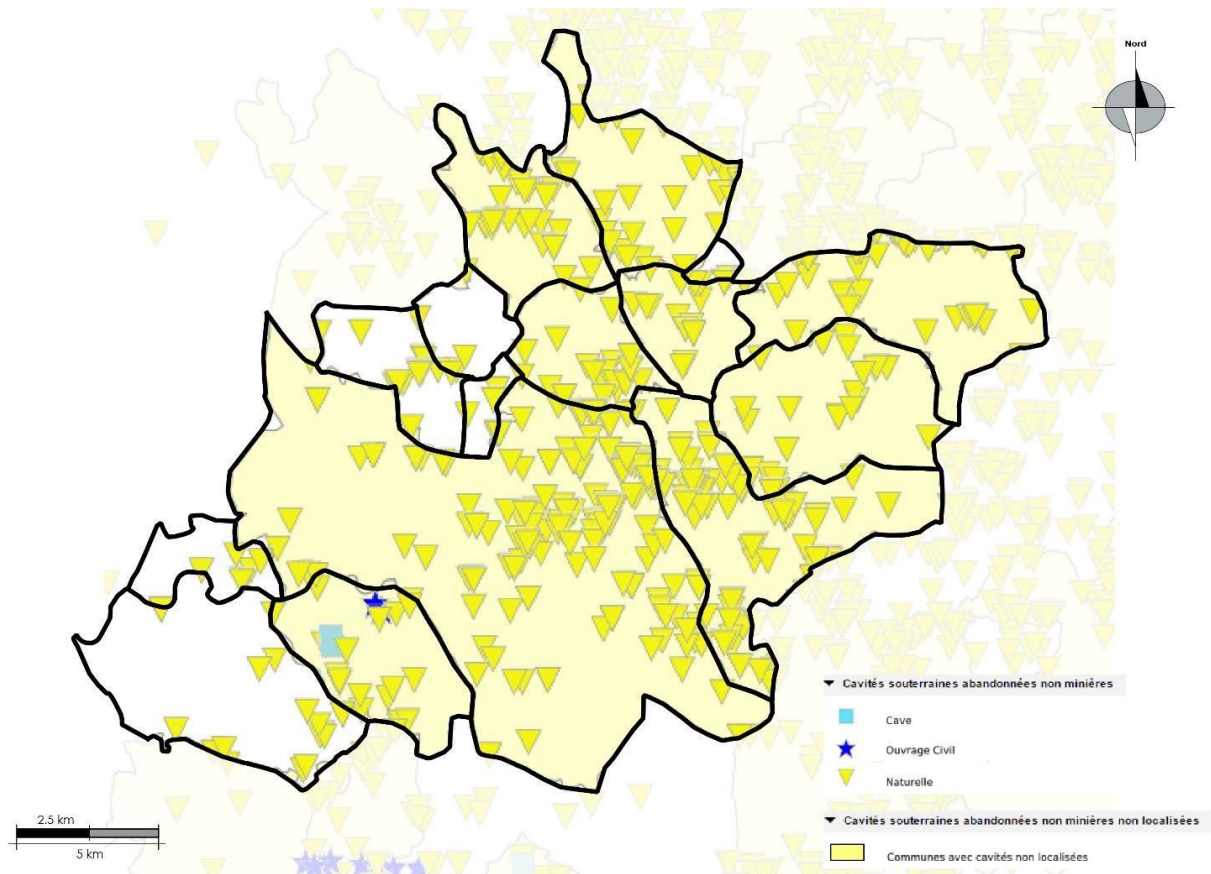 Nord
Cavités souterraines abandonnées non minières
Cave
Ouvrage Civil
Naturelle
Cavités souterraines abandonnées non minières non localisées
Communes avec cavités non localisées
2.5 km
5 km